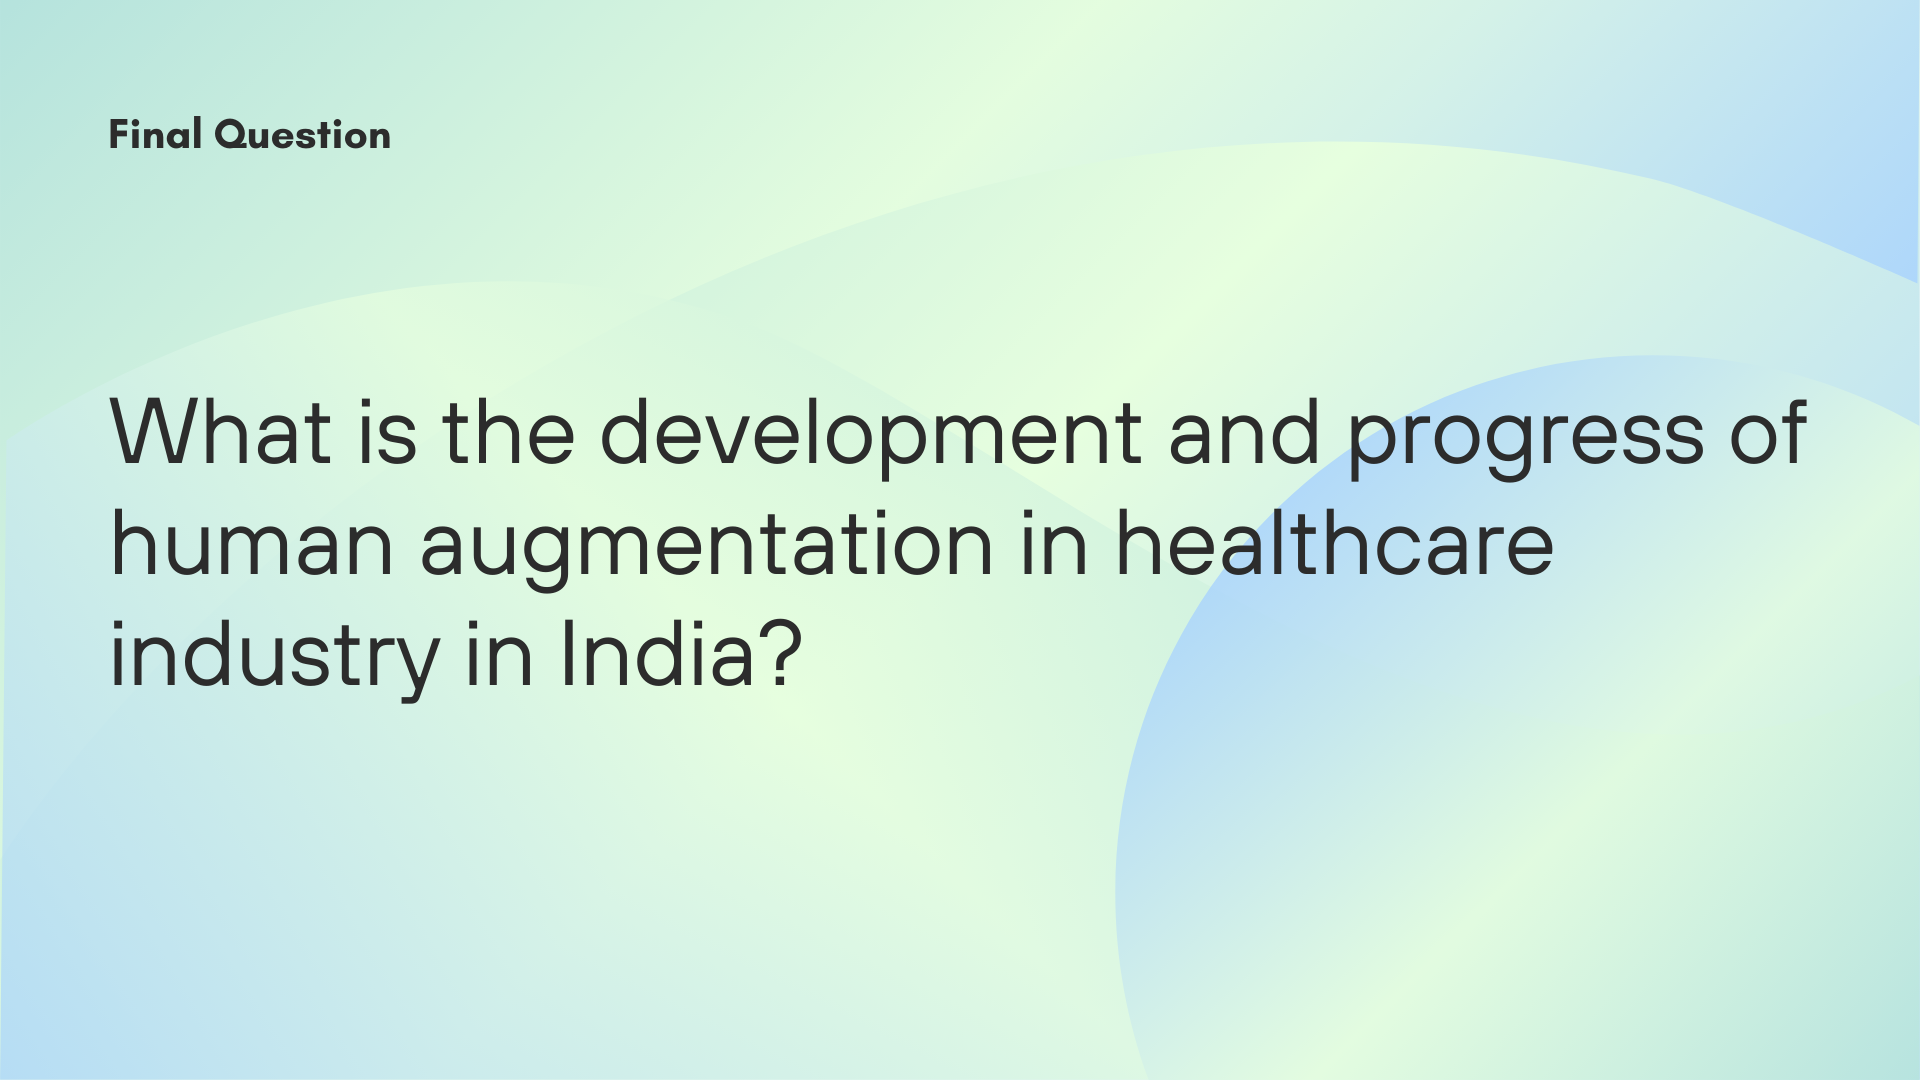 Final Question
What is the development and progress of
human augmentation in healthcare
industry in India?